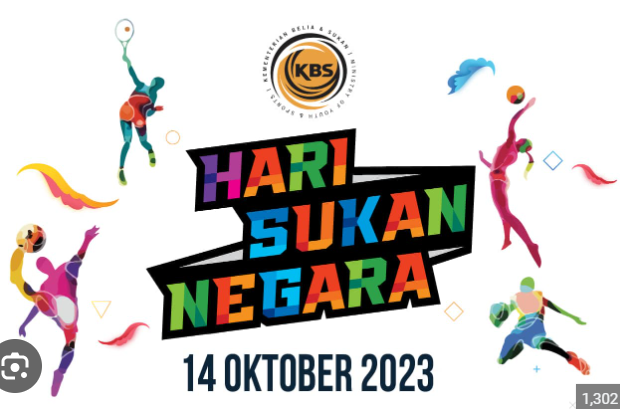 KEMENTERIAN BELIA & SUKAN | MINISTRY OF YOUTH & SPORTS |
KBS
HARI
SUKAN
NEGARA
14 OKTOBER 2023
1,302